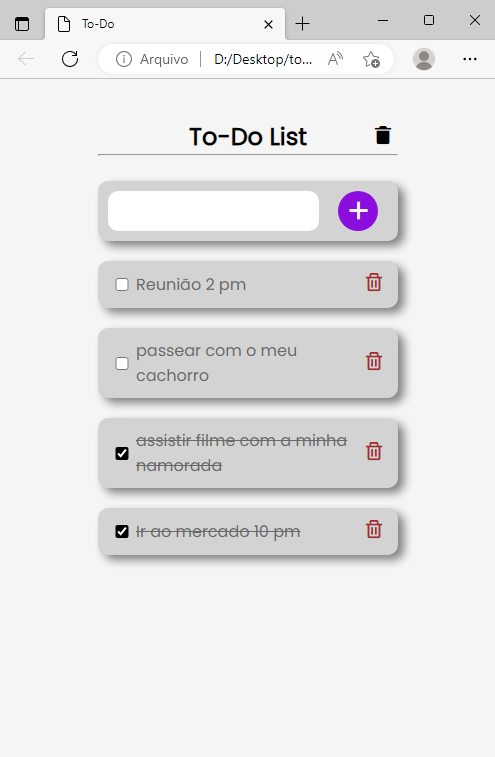 To-Do
Arquivo
D:/Desktop/to...
To-Do List
Reunião 2 pm
passear com o meu
cachorro
assistir filme com a minha
namorada
Ir ao mercado 10 pm